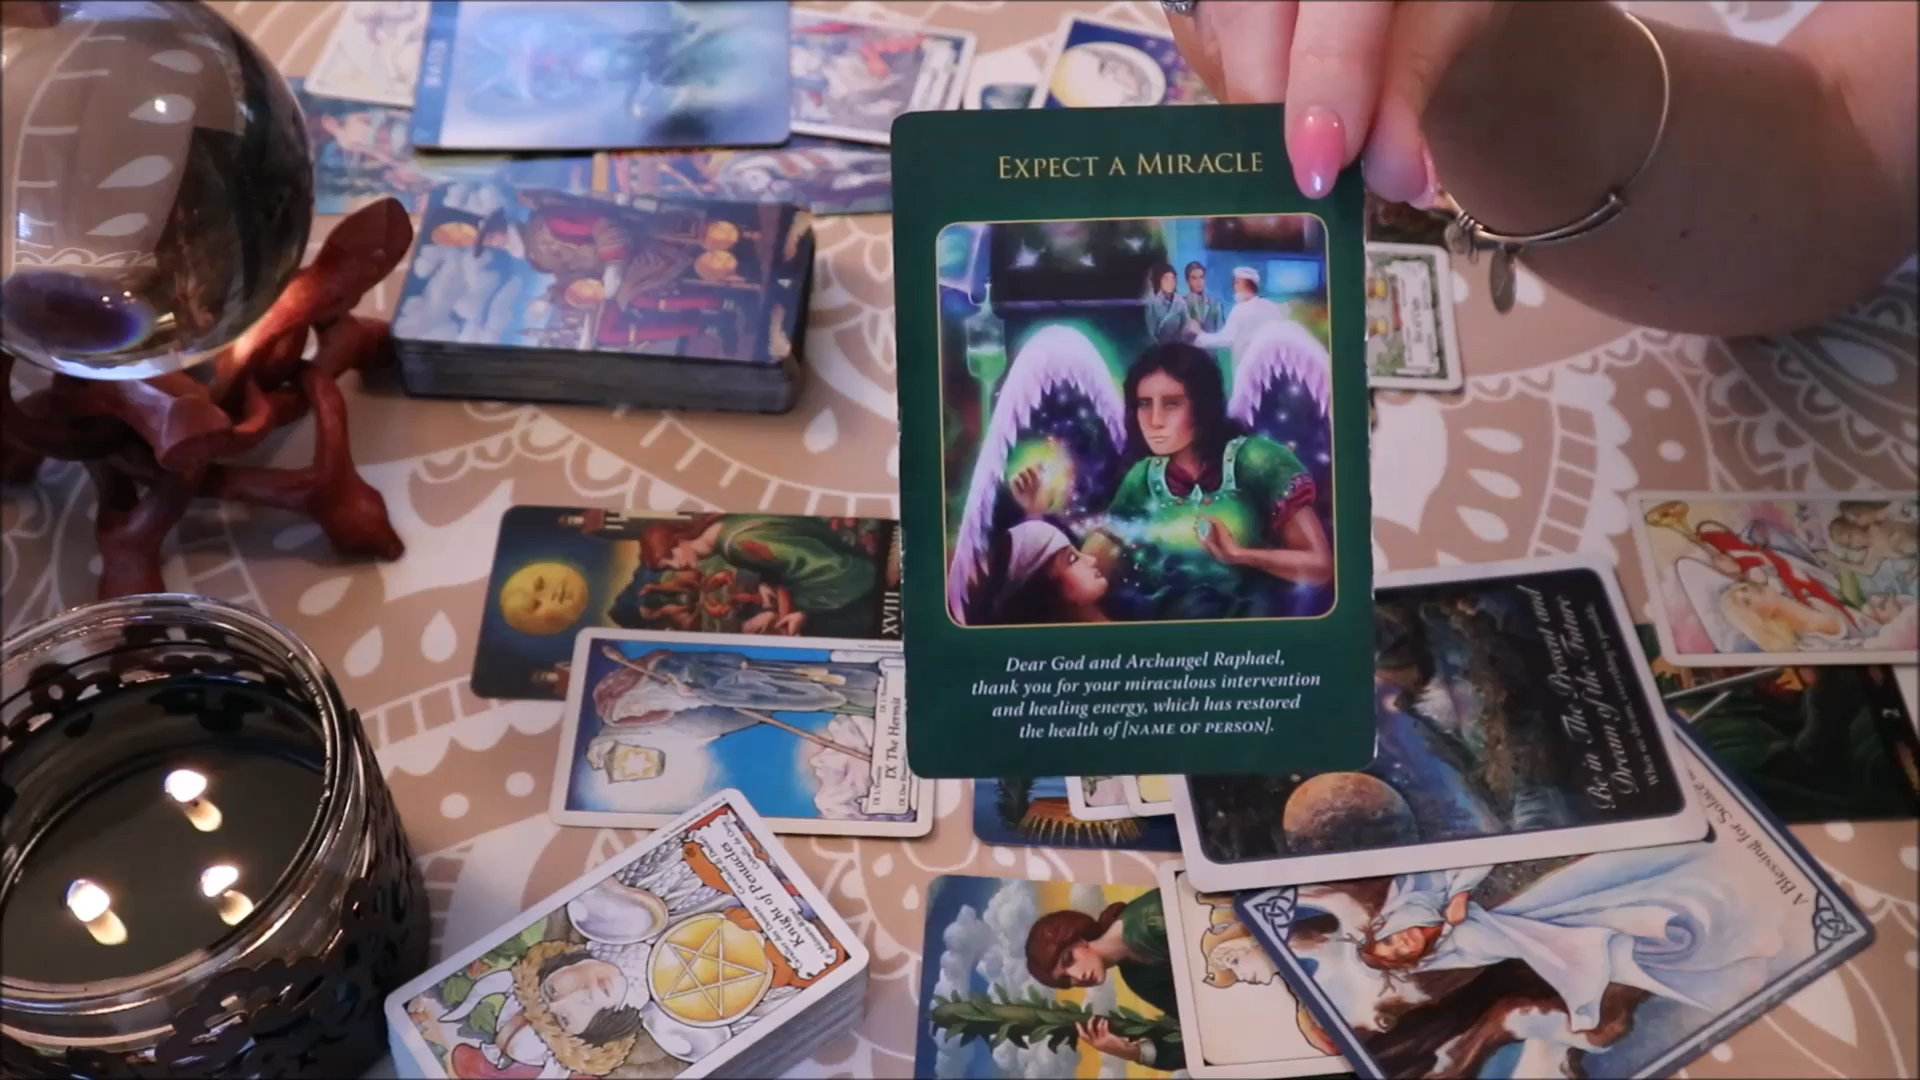 EXPECT A MIRACLE
Dear God and Archangel Raphael,
thank you for your miraculous intervention
and healing energy, which has restored
the health of [NAME OF PERSON].
XVIII
IX The Hermit
Knight of Pentacles
Be in The Present and
Dream of the Future
A Blessing for Solace
2